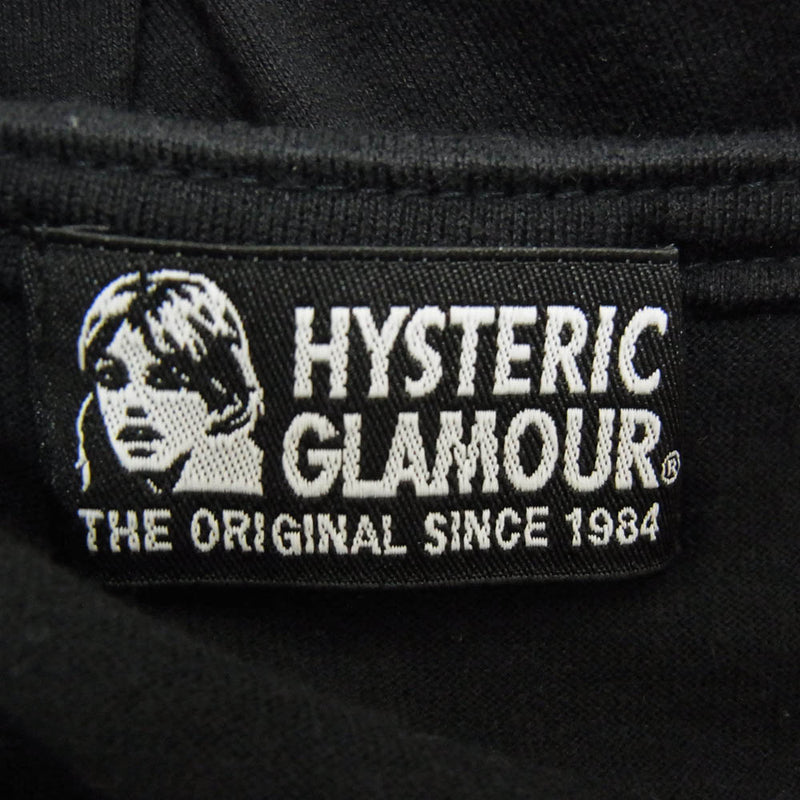 HYSTERIC
GLAMOUR®
THE ORIGINAL SINCE 1984